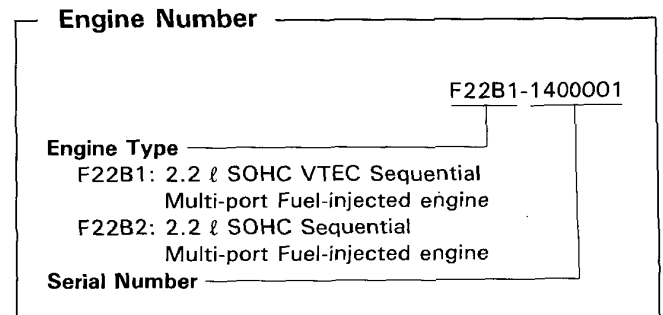 Engine Number
F22B1-1400001
Engine Type
F22B1: 2.2 ℓ SOHC VTEC Sequential
Multi-port Fuel-injected engine
F22B2: 2.2 ℓ SOHC Sequential
Multi-port Fuel-injected engine
Serial Number